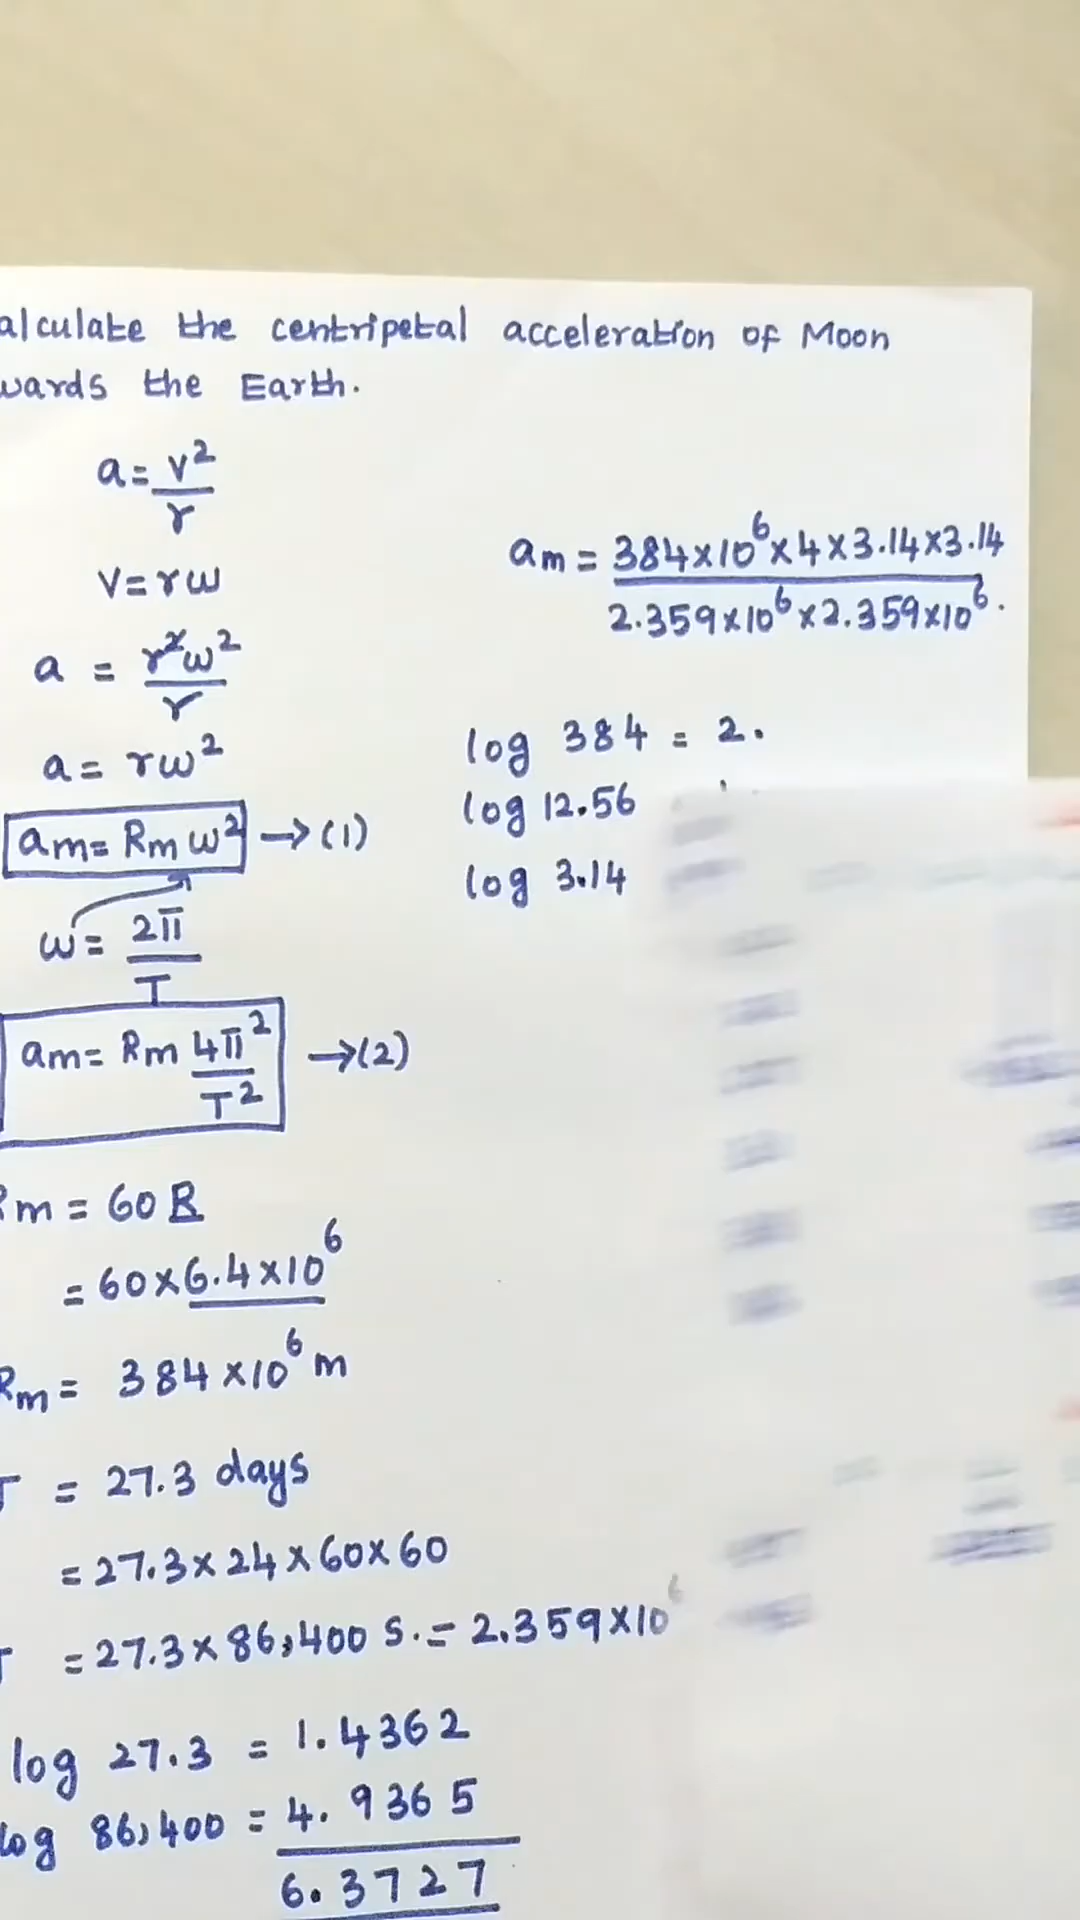 alculate the centripetal acceleration of Moon
wards the Earth.
a = v²/r
v = rω
a = r²ω²/r
a = rω²
am = Rm ω² → (1)
ω = 2π/T
am = Rm 4π²/T² → (2)
Rm = 60 R
= 60 × 6.4 × 10⁶
Rm = 384 × 10⁶ m
T = 27.3 days
= 27.3 × 24 × 60 × 60
T = 27.3 × 86,400 s. = 2.359 × 10⁶
log 27.3 = 1.4362
log 86,400 = 4.9365
6.3727
am = 384×10⁶×4×3.14×3.14 / 2.359×10⁶×2.359×10⁶.
log 384 = 2.
log 12.56
log 3.14